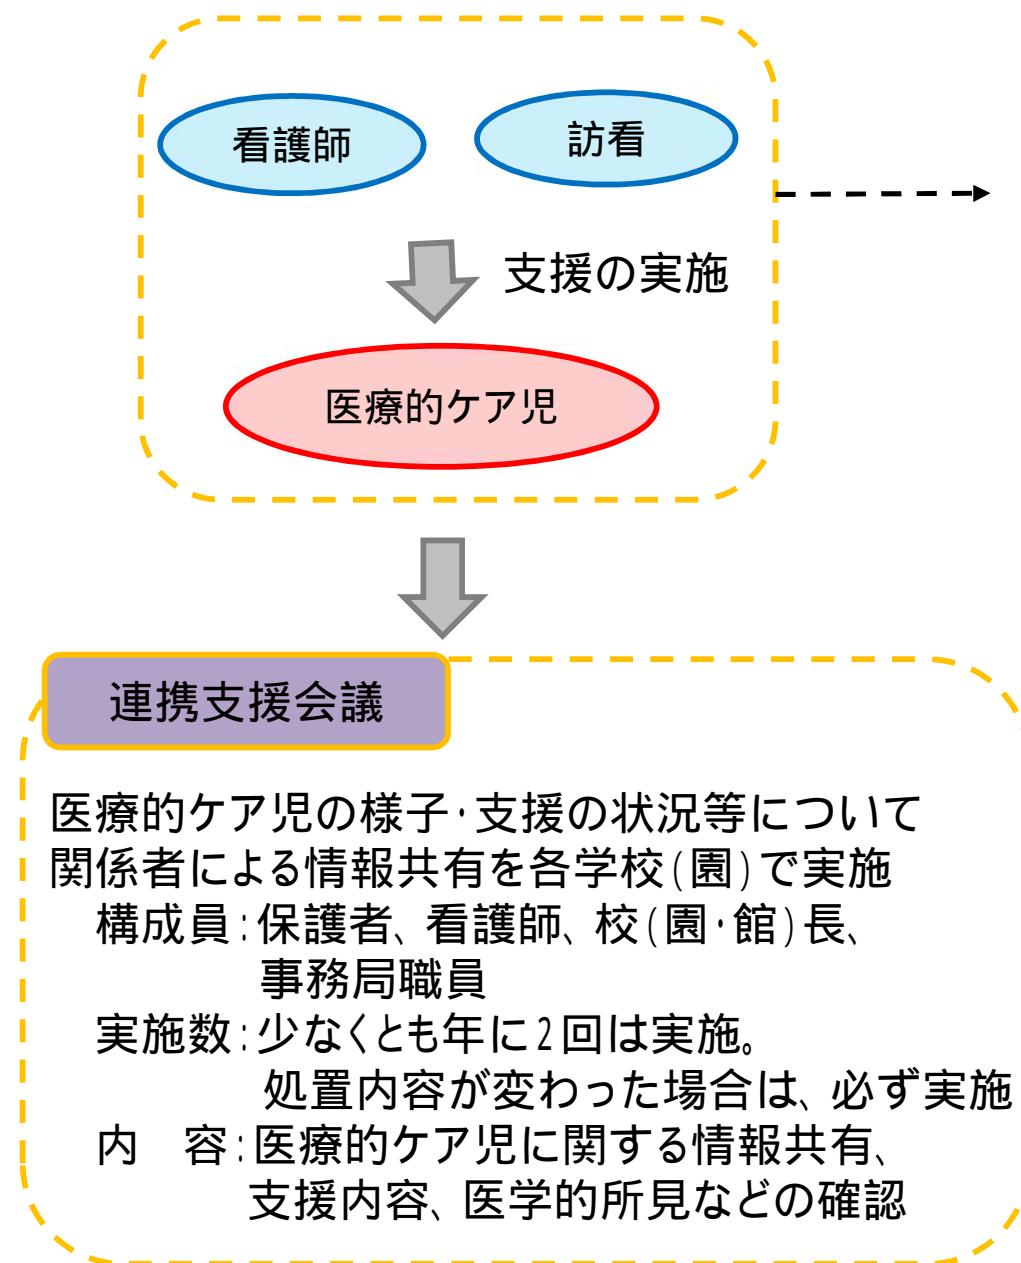 看護師
訪看
支援の実施
医療的ケア児
連携支援会議
医療的ケア児の様子・支援の状況等について
関係者による情報共有を各学校(園)で実施
構成員:保護者、看護師、校(園・館)長、
事務局職員
実施数:少なくとも年に2回は実施。
処置内容が変わった場合は、必ず実施
内　容:医療的ケア児に関する情報共有、
支援内容、医学的所見などの確認